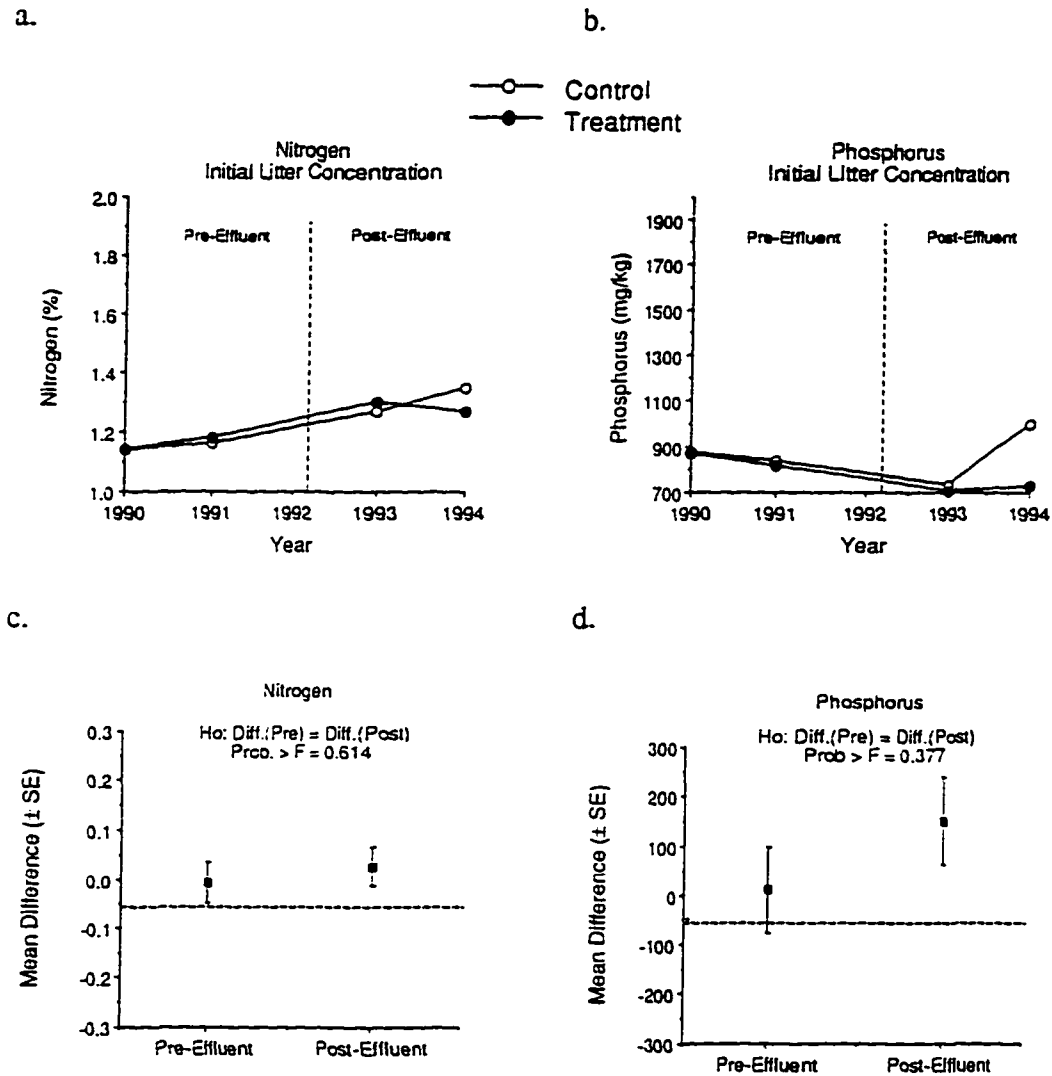 a.
b.
Control
Treatment
Nitrogen
Initial Litter Concentration
2.0
1.8
1.6
1.4
1.2
1.0
Nitrogen (%)
Pre-Effluent
Post-Effluent
1990
1991
1992
1993
1994
Year
Phosphorus
Initial Litter Concentration
1900
1700
1500
1300
1100
900
700
Phosphorus (mg/kg)
Pre-Effluent
Post-Effluent
1990
1991
1992
1993
1994
Year
c.
d.
Nitrogen
Ho: Diff.(Pre) = Diff.(Post)
Prob. > F = 0.614
0.3
0.2
0.1
0.0
-0.1
-0.2
-0.3
Mean Difference (± SE)
Pre-Effluent
Post-Effluent
Phosphorus
Ho: Diff.(Pre) = Diff.(Post)
Prob > F = 0.377
300
200
100
0
-100
-200
-300
Mean Difference (± SE)
Pre-Effluent
Post-Effluent